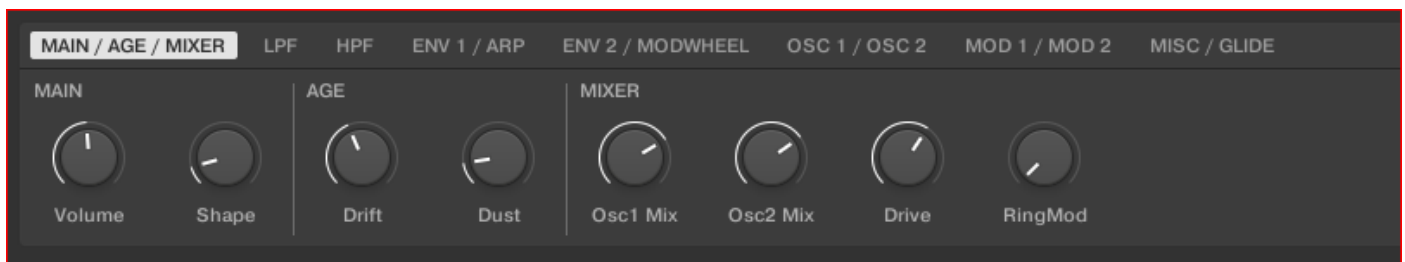 MAIN / AGE / MIXER LPF HPF ENV 1 / ARP ENV 2 / MODWHEEL OSC 1 / OSC 2 MOD 1 / MOD 2 MISC / GLIDE
MAIN AGE MIXER
Volume Shape Drift Dust Osc1 Mix Osc2 Mix Drive RingMod